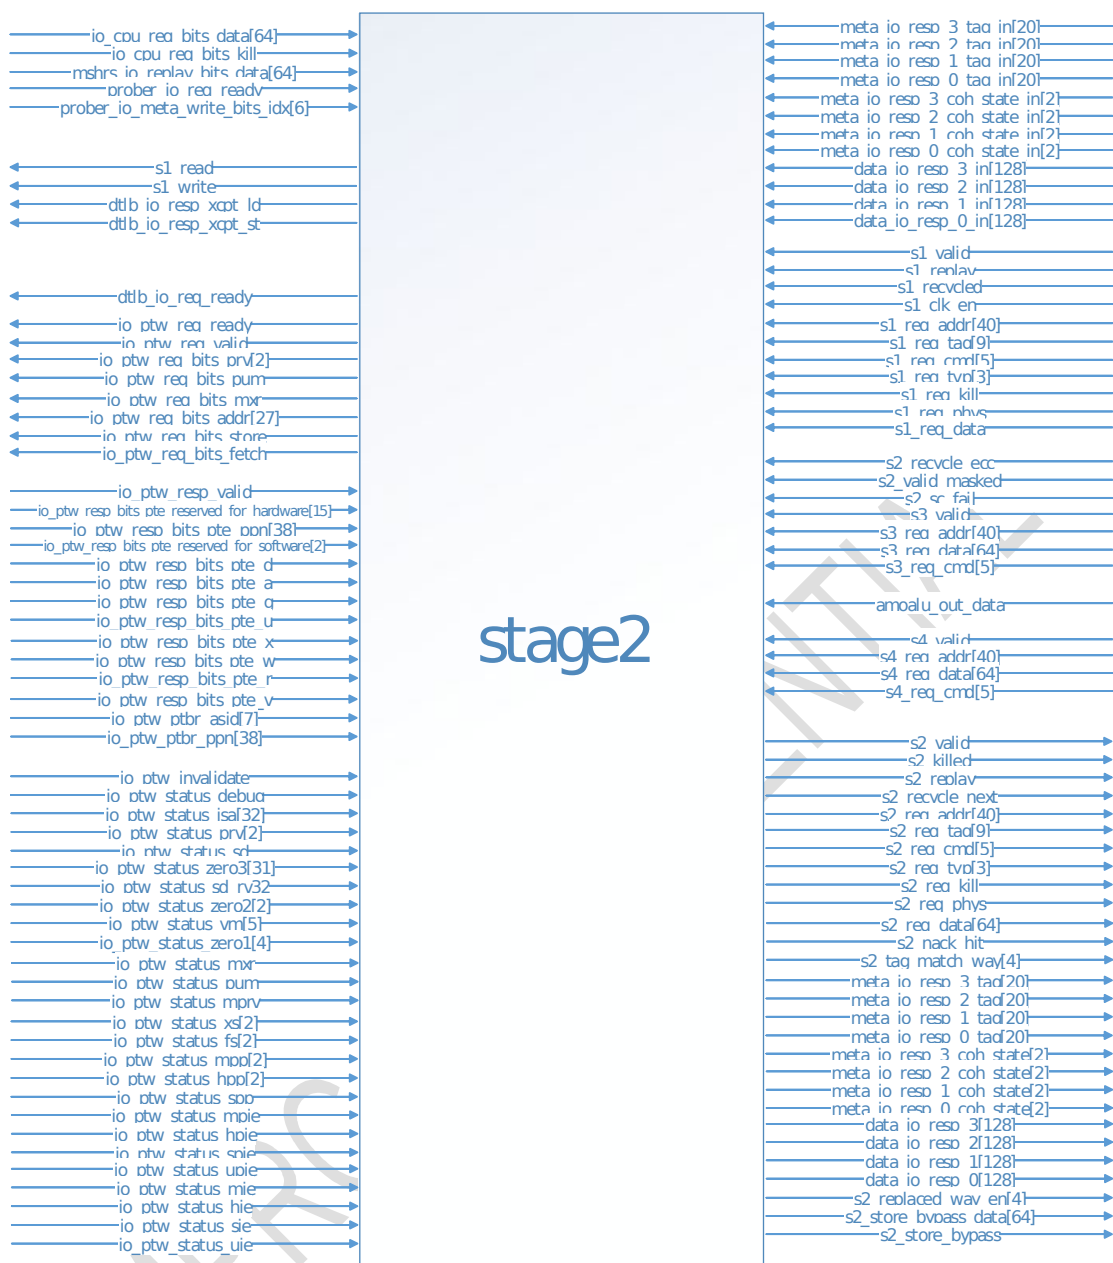 io_cpu_req_bits_data[64]
io_cpu_req_bits_kill
mshrs_io_replay_bits_data[64]
prober_io_req_ready
prober_io_meta_write_bits_idx[6]
s1_read
s1_write
dtlb_io_resp_xcpt_ld
dtlb_io_resp_xcpt_st
dtlb_io_req_ready
io_ptw_req_ready
io_ptw_req_valid
io_ptw_req_bits_prv[2]
io_ptw_req_bits_pum
io_ptw_req_bits_mxr
io_ptw_req_bits_addr[27]
io_ptw_req_bits_store
io_ptw_req_bits_fetch
io_ptw_resp_valid
io_ptw_resp_bits_pte_reserved_for_hardware[15]
io_ptw_resp_bits_pte_ppn[38]
io_ptw_resp_bits_pte_reserved_for_software[2]
io_ptw_resp_bits_pte_d
io_ptw_resp_bits_pte_a
io_ptw_resp_bits_pte_g
io_ptw_resp_bits_pte_u
io_ptw_resp_bits_pte_x
io_ptw_resp_bits_pte_w
io_ptw_resp_bits_pte_r
io_ptw_resp_bits_pte_v
io_ptw_ptbr_asid[7]
io_ptw_ptbr_ppn[38]
io_ptw_invalidate
io_ptw_status_debug
io_ptw_status_isa[32]
io_ptw_status_prv[2]
io_ptw_status_sd
io_ptw_status_zero3[31]
io_ptw_status_sd_rv32
io_ptw_status_zero2[2]
io_ptw_status_vm[5]
io_ptw_status_zero1[4]
io_ptw_status_mxr
io_ptw_status_pum
io_ptw_status_mprv
io_ptw_status_xs[2]
io_ptw_status_fs[2]
io_ptw_status_mpp[2]
io_ptw_status_hpp[2]
io_ptw_status_spp
io_ptw_status_mpie
io_ptw_status_hpie
io_ptw_status_spie
io_ptw_status_upie
io_ptw_status_mie
io_ptw_status_hie
io_ptw_status_sie
io_ptw_status_uie
stage2
meta_io_resp_3_tag_in[20]
meta_io_resp_2_tag_in[20]
meta_io_resp_1_tag_in[20]
meta_io_resp_0_tag_in[20]
meta_io_resp_3_coh_state_in[2]
meta_io_resp_2_coh_state_in[2]
meta_io_resp_1_coh_state_in[2]
meta_io_resp_0_coh_state_in[2]
data_io_resp_3_in[128]
data_io_resp_2_in[128]
data_io_resp_1_in[128]
data_io_resp_0_in[128]
s1_valid
s1_replay
s1_recycled
s1_clk_en
s1_req_addr[40]
s1_req_tag[9]
s1_req_cmd[5]
s1_req_typ[3]
s1_req_kill
s1_req_phys
s1_req_data
s2_recycle_ecc
s2_valid_masked
s2_sc_fail
s3_valid
s3_req_addr[40]
s3_req_data[64]
s3_req_cmd[5]
amoalu_out_data
s4_valid
s4_req_addr[40]
s4_req_data[64]
s4_req_cmd[5]
s2_valid
s2_killed
s2_replay
s2_recycle_next
s2_req_addr[40]
s2_req_tag[9]
s2_req_cmd[5]
s2_req_typ[3]
s2_req_kill
s2_req_phys
s2_req_data[64]
s2_nack_hit
s2_tag_match_way[4]
meta_io_resp_3_tag[20]
meta_io_resp_2_tag[20]
meta_io_resp_1_tag[20]
meta_io_resp_0_tag[20]
meta_io_resp_3_coh_state[2]
meta_io_resp_2_coh_state[2]
meta_io_resp_1_coh_state[2]
meta_io_resp_0_coh_state[2]
data_io_resp_3[128]
data_io_resp_2[128]
data_io_resp_1[128]
data_io_resp_0[128]
s2_replaced_way_en[4]
s2_store_bypass_data[64]
s2_store_bypass